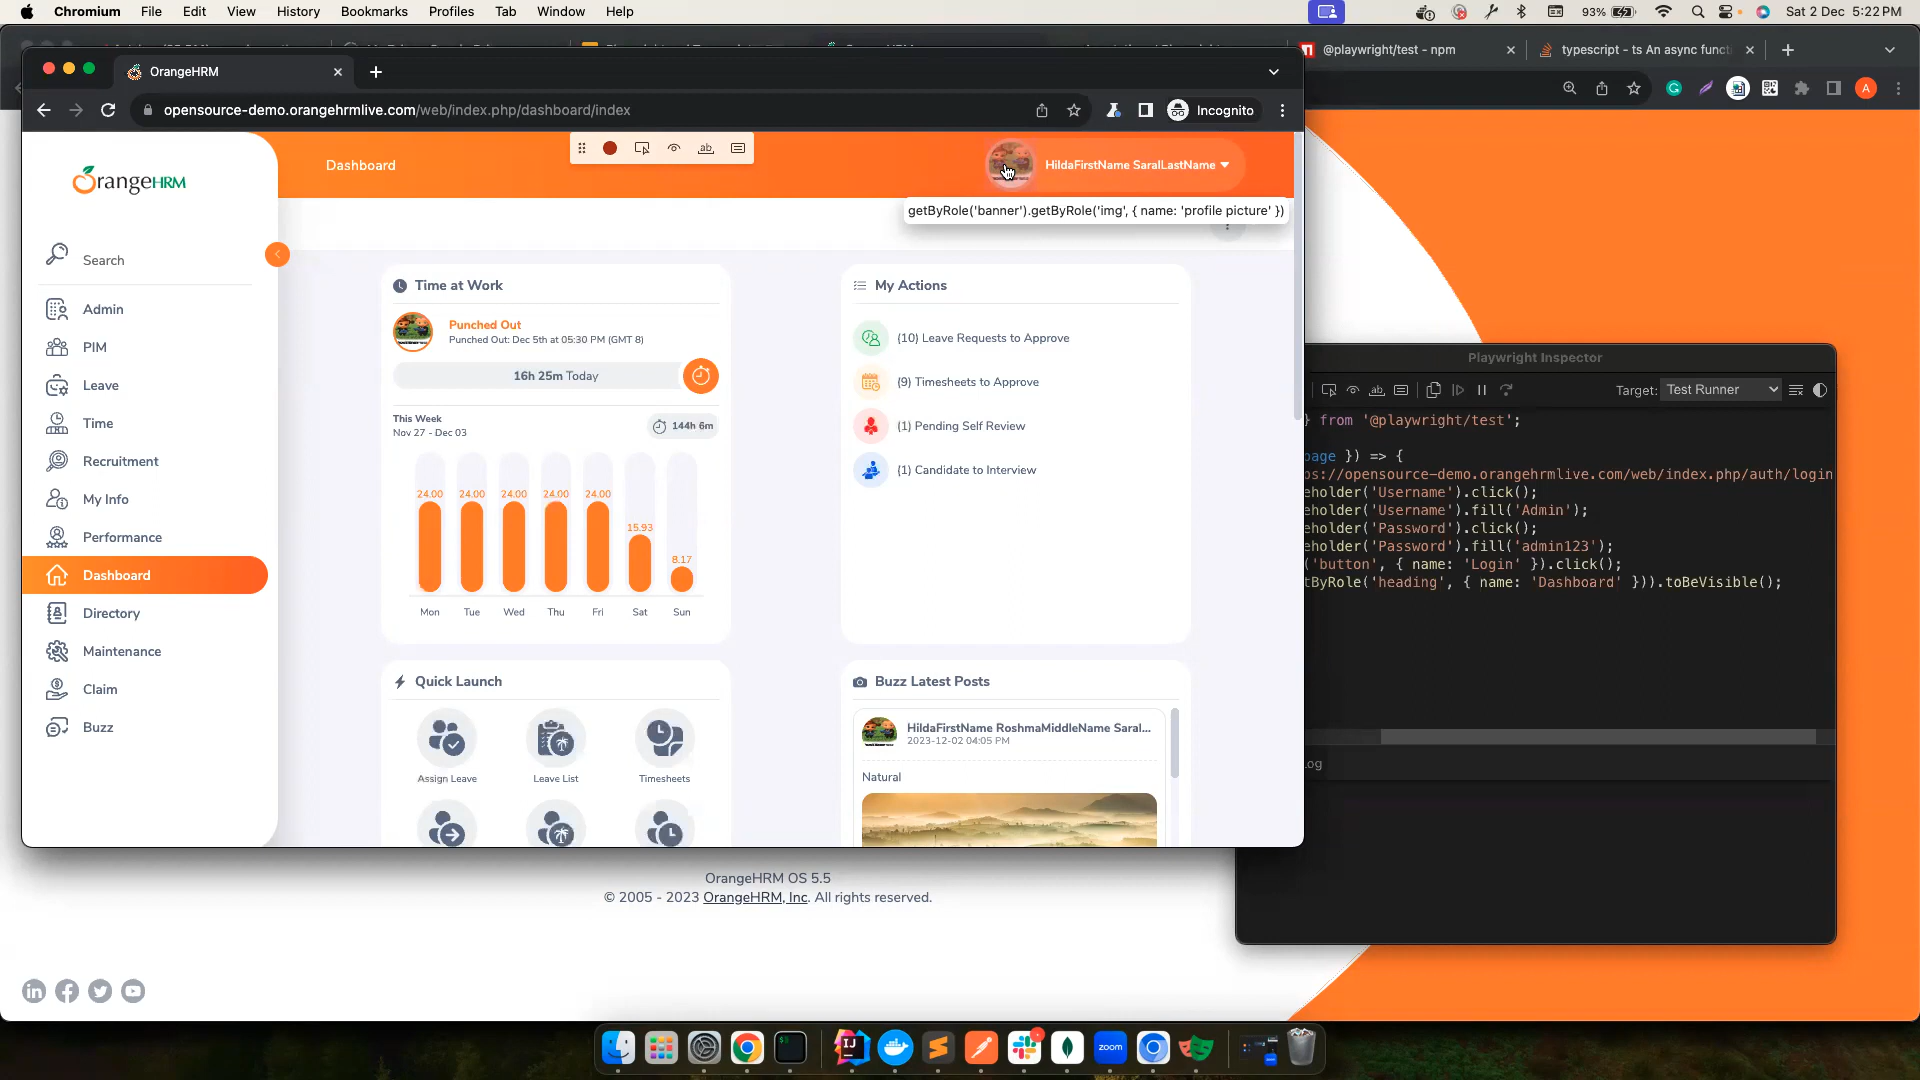 Chromium File Edit View History Bookmarks Profiles Tab Window Help
93% Sat 2 Dec 5:22 PM
@playwright/test - npm
typescript - ts An async funct
OrangeHRM
opensource-demo.orangehrmlive.com/web/index.php/dashboard/index
Incognito
A
OrangeHRM
Dashboard
ab
HildaFirstName SaralLastName
getByRole('banner').getByRole('img', { name: 'profile picture' })
Search
Admin
PIM
Leave
Time
Recruitment
My Info
Performance
Dashboard
Directory
Maintenance
Claim
Buzz
Time at Work
Punched Out
Punched Out: Dec 5th at 05:30 PM (GMT 8)
16h 25m Today
This Week
Nov 27 - Dec 03
144h 6m
24.00 24.00 24.00 24.00 24.00 15.93 8.17
Mon Tue Wed Thu Fri Sat Sun
My Actions
(10) Leave Requests to Approve
(9) Timesheets to Approve
(1) Pending Self Review
(1) Candidate to Interview
Quick Launch
Assign Leave
Leave List
Timesheets
Buzz Latest Posts
HildaFirstName RoshmaMiddleName Saral...
2023-12-02 04:05 PM
Natural
Playwright Inspector
ab
Target: Test Runner
} from '@playwright/test';
page }) => {
ps://opensource-demo.orangehrmlive.com/web/index.php/auth/login
eholder('Username').click();
eholder('Username').fill('Admin');
eholder('Password').click();
eholder('Password').fill('admin123');
('button', { name: 'Login' }).click();
tByRole('heading', { name: 'Dashboard' })).toBeVisible();
og
OrangeHRM OS 5.5
© 2005 - 2023 OrangeHRM, Inc. All rights reserved.
IJ
zoom